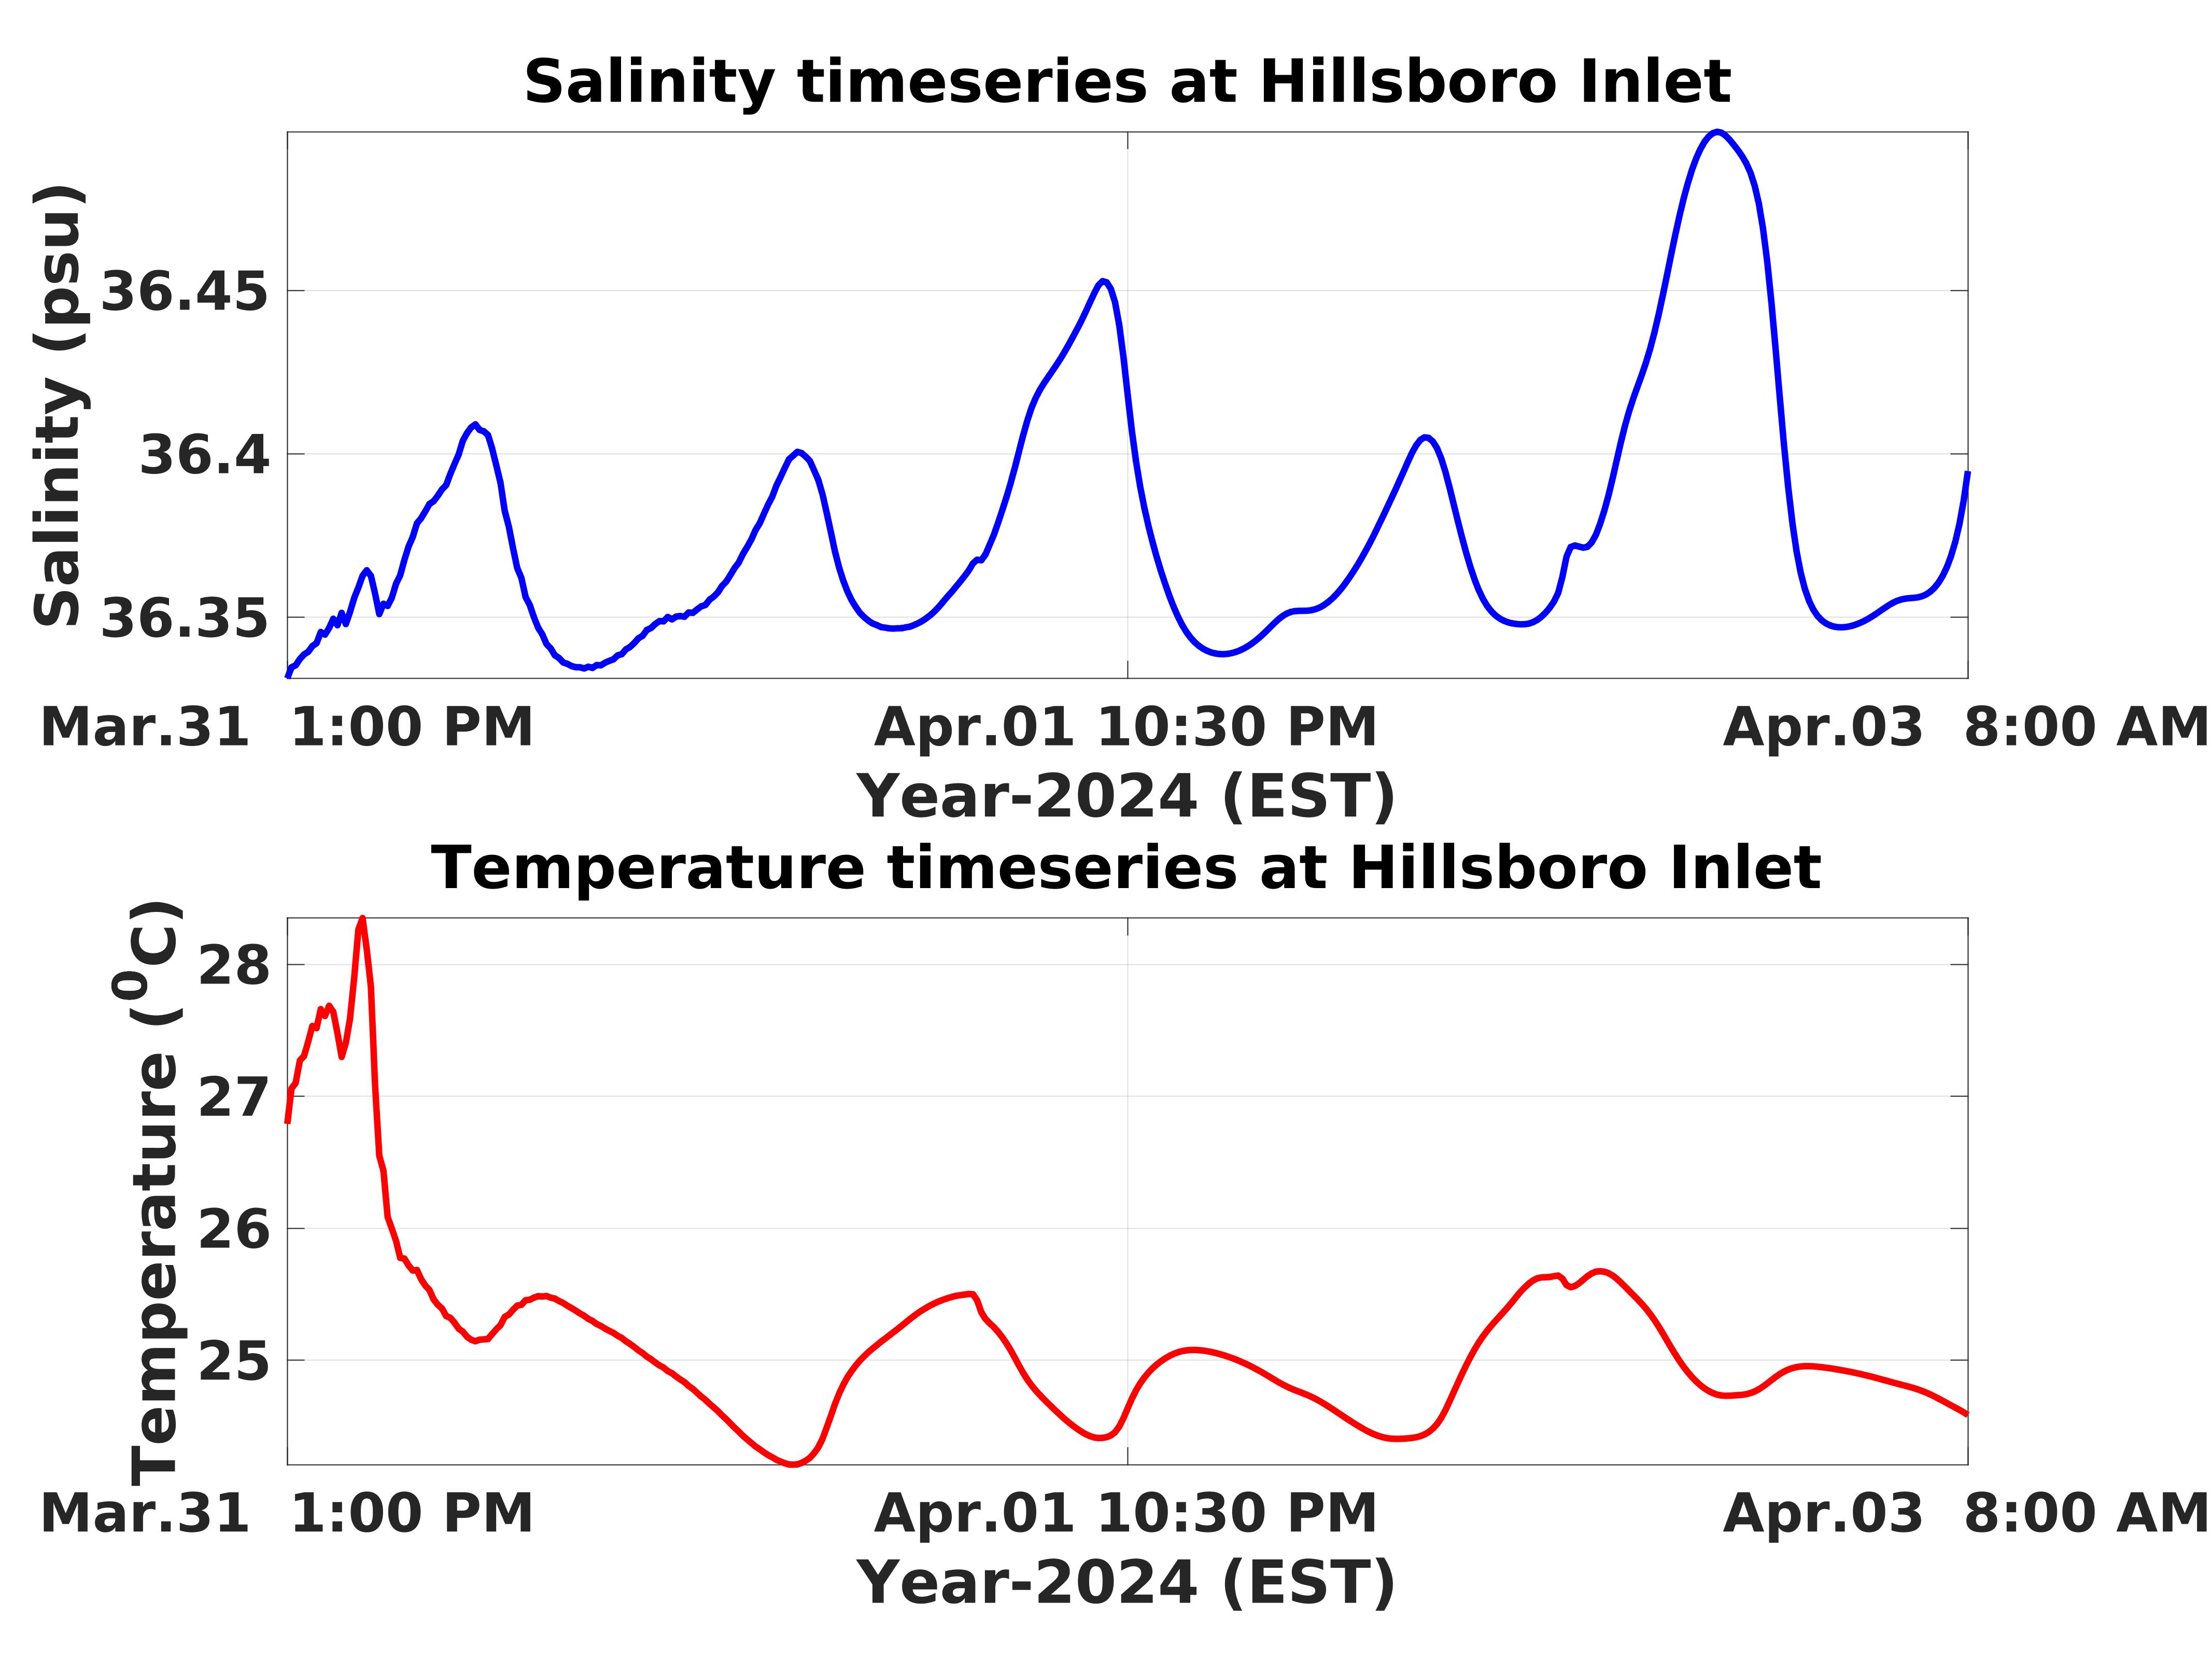 Salinity timeseries at Hillsboro Inlet
Salinity (psu)
36.45
36.4
36.35
Mar.31  1:00 PM
Apr.01 10:30 PM
Apr.03  8:00 AM
Year-2024 (EST)
Temperature timeseries at Hillsboro Inlet
Temperature (⁰C)
28
27
26
25
Mar.31  1:00 PM
Apr.01 10:30 PM
Apr.03  8:00 AM
Year-2024 (EST)